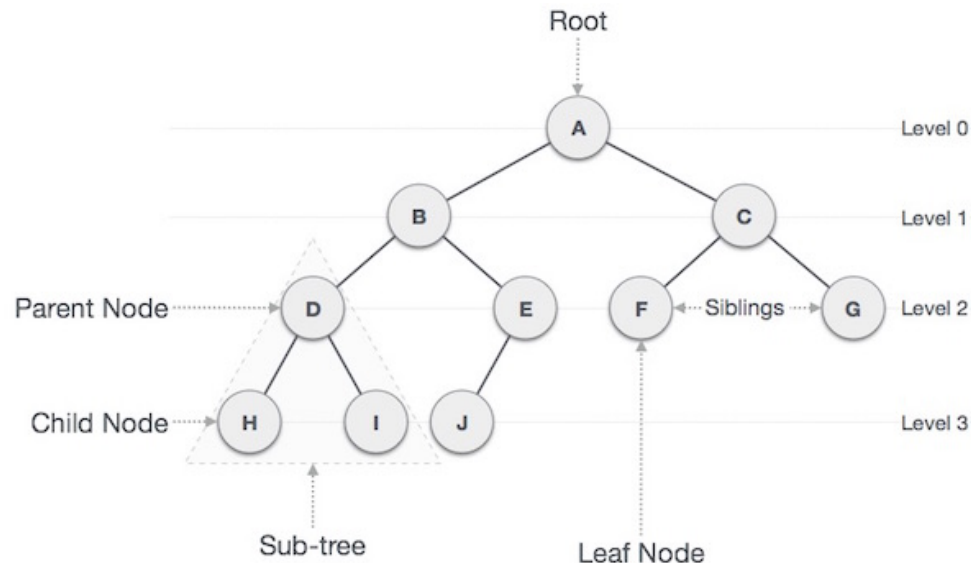 Root
A
Level 0
B
C
Level 1
Parent Node
D
E
F
Siblings
G
Level 2
Child Node
H
I
J
Level 3
Sub-tree
Leaf Node